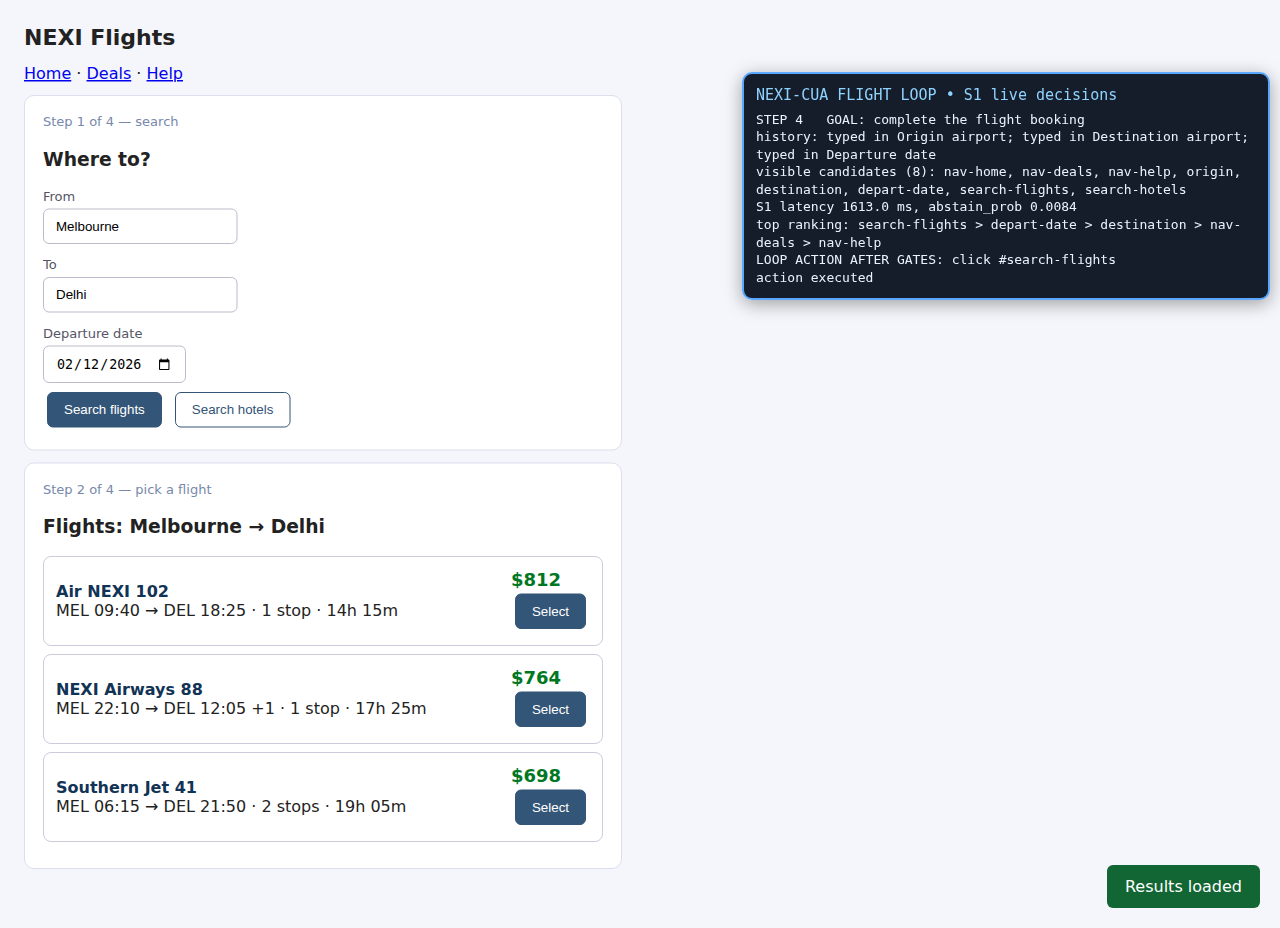 NEXI Flights
Home · Deals · Help
Step 1 of 4 — search
Where to?
From
Melbourne
To
Delhi
Departure date
02/12/2026
Search flights
Search hotels
Step 2 of 4 — pick a flight
Flights: Melbourne → Delhi
Air NEXI 102
MEL 09:40 → DEL 18:25 · 1 stop · 14h 15m
$812
Select
NEXI Airways 88
MEL 22:10 → DEL 12:05 +1 · 1 stop · 17h 25m
$764
Select
Southern Jet 41
MEL 06:15 → DEL 21:50 · 2 stops · 19h 05m
$698
Select
NEXI-CUA FLIGHT LOOP • S1 live decisions
STEP 4   GOAL: complete the flight booking
history: typed in Origin airport; typed in Destination airport;
typed in Departure date
visible candidates (8): nav-home, nav-deals, nav-help, origin,
destination, depart-date, search-flights, search-hotels
S1 latency 1613.0 ms, abstain_prob 0.0084
top ranking: search-flights > depart-date > destination > nav-
deals > nav-help
LOOP ACTION AFTER GATES: click #search-flights
action executed
Results loaded